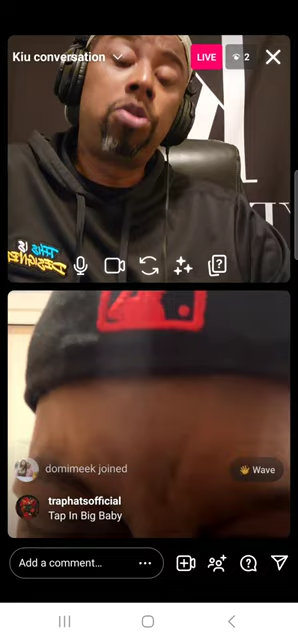 Kiu conversation
LIVE
2
domimeek joined
Wave
traphatsofficial
Tap In Big Baby
Add a comment...